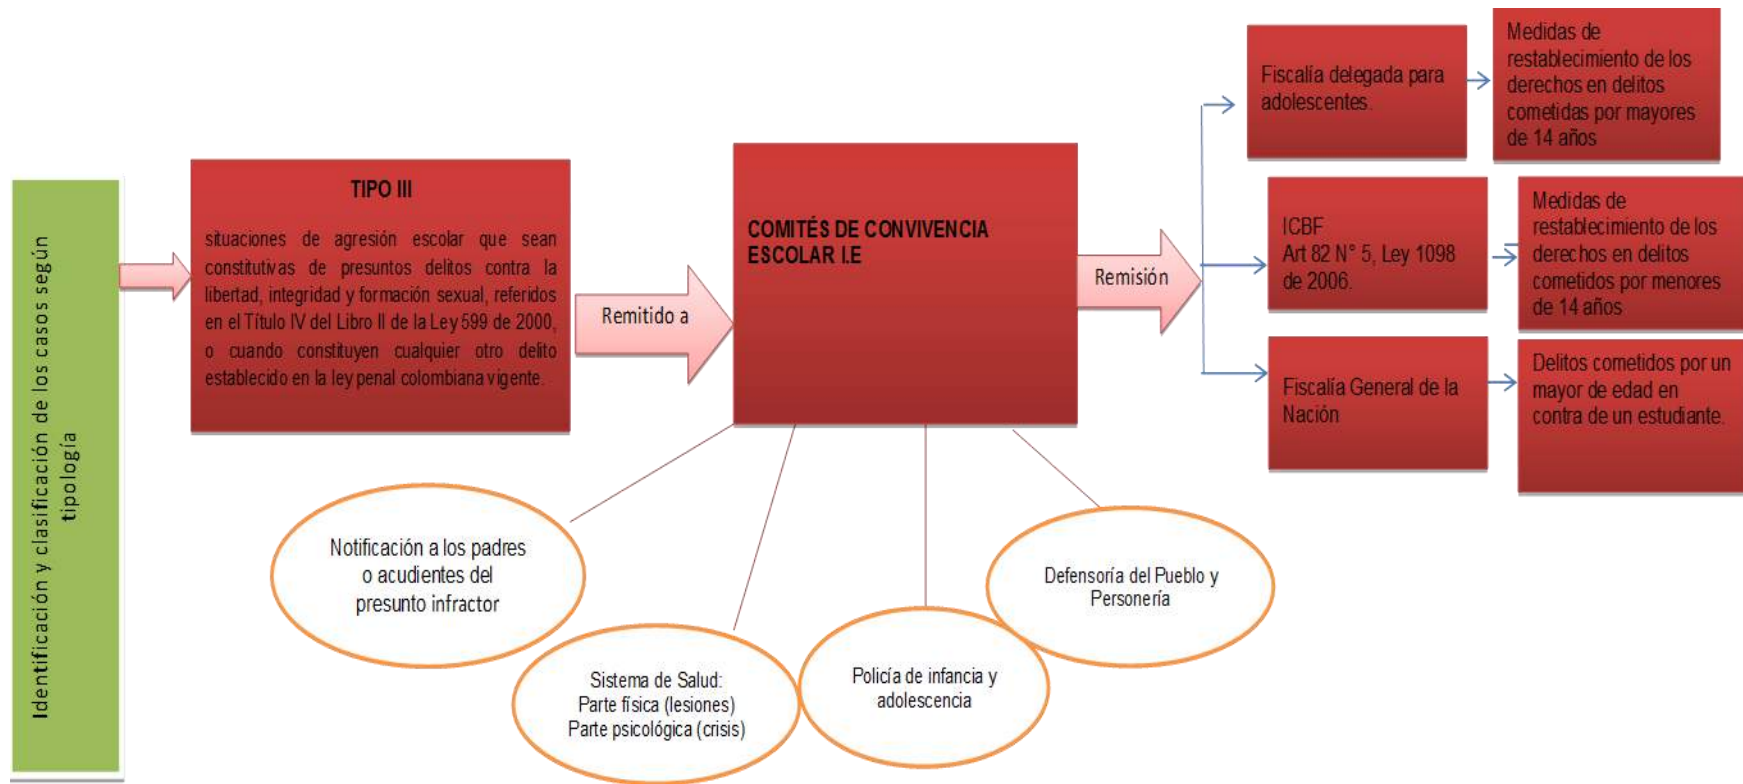 Identificación y clasificación de los casos según
tipología
TIPO III
situaciones de agresión escolar que sean
constitutivas de presuntos delitos contra la
libertad, integridad y formación sexual, referidos
en el Título IV del Libro II de la Ley 599 de 2000,
o cuando constituyen cualquier otro delito
establecido en la ley penal colombiana vigente.
Remitido a
COMITÉS DE CONVIVENCIA
ESCOLAR I.E
Remisión
Fiscalía delegada para
adolescentes.
Medidas de
restablecimiento de los
derechos en delitos
cometidas por mayores
de 14 años
ICBF
Art 82 N° 5, Ley 1098
de 2006.
Medidas de
restablecimiento de los
derechos en delitos
cometidos por menores
de 14 años
Fiscalía General de la
Nación
Delitos cometidos por un
mayor de edad en
contra de un estudiante.
Notificación a los padres
o acudientes del
presunto infractor
Sistema de Salud:
Parte física (lesiones)
Parte psicológica (crisis)
Policía de infancia y
adolescencia
Defensoría del Pueblo y
Personería